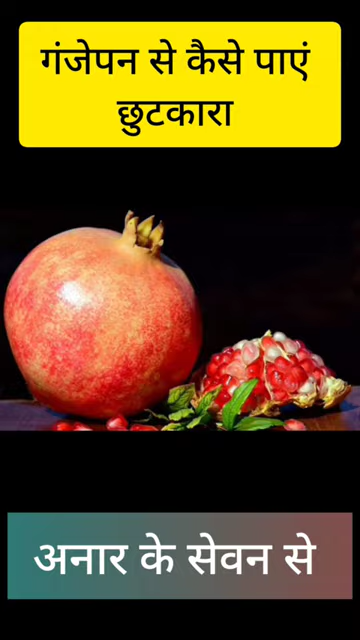 गंजेपन से कैसे पाएं
छुटकारा
अनार के सेवन से